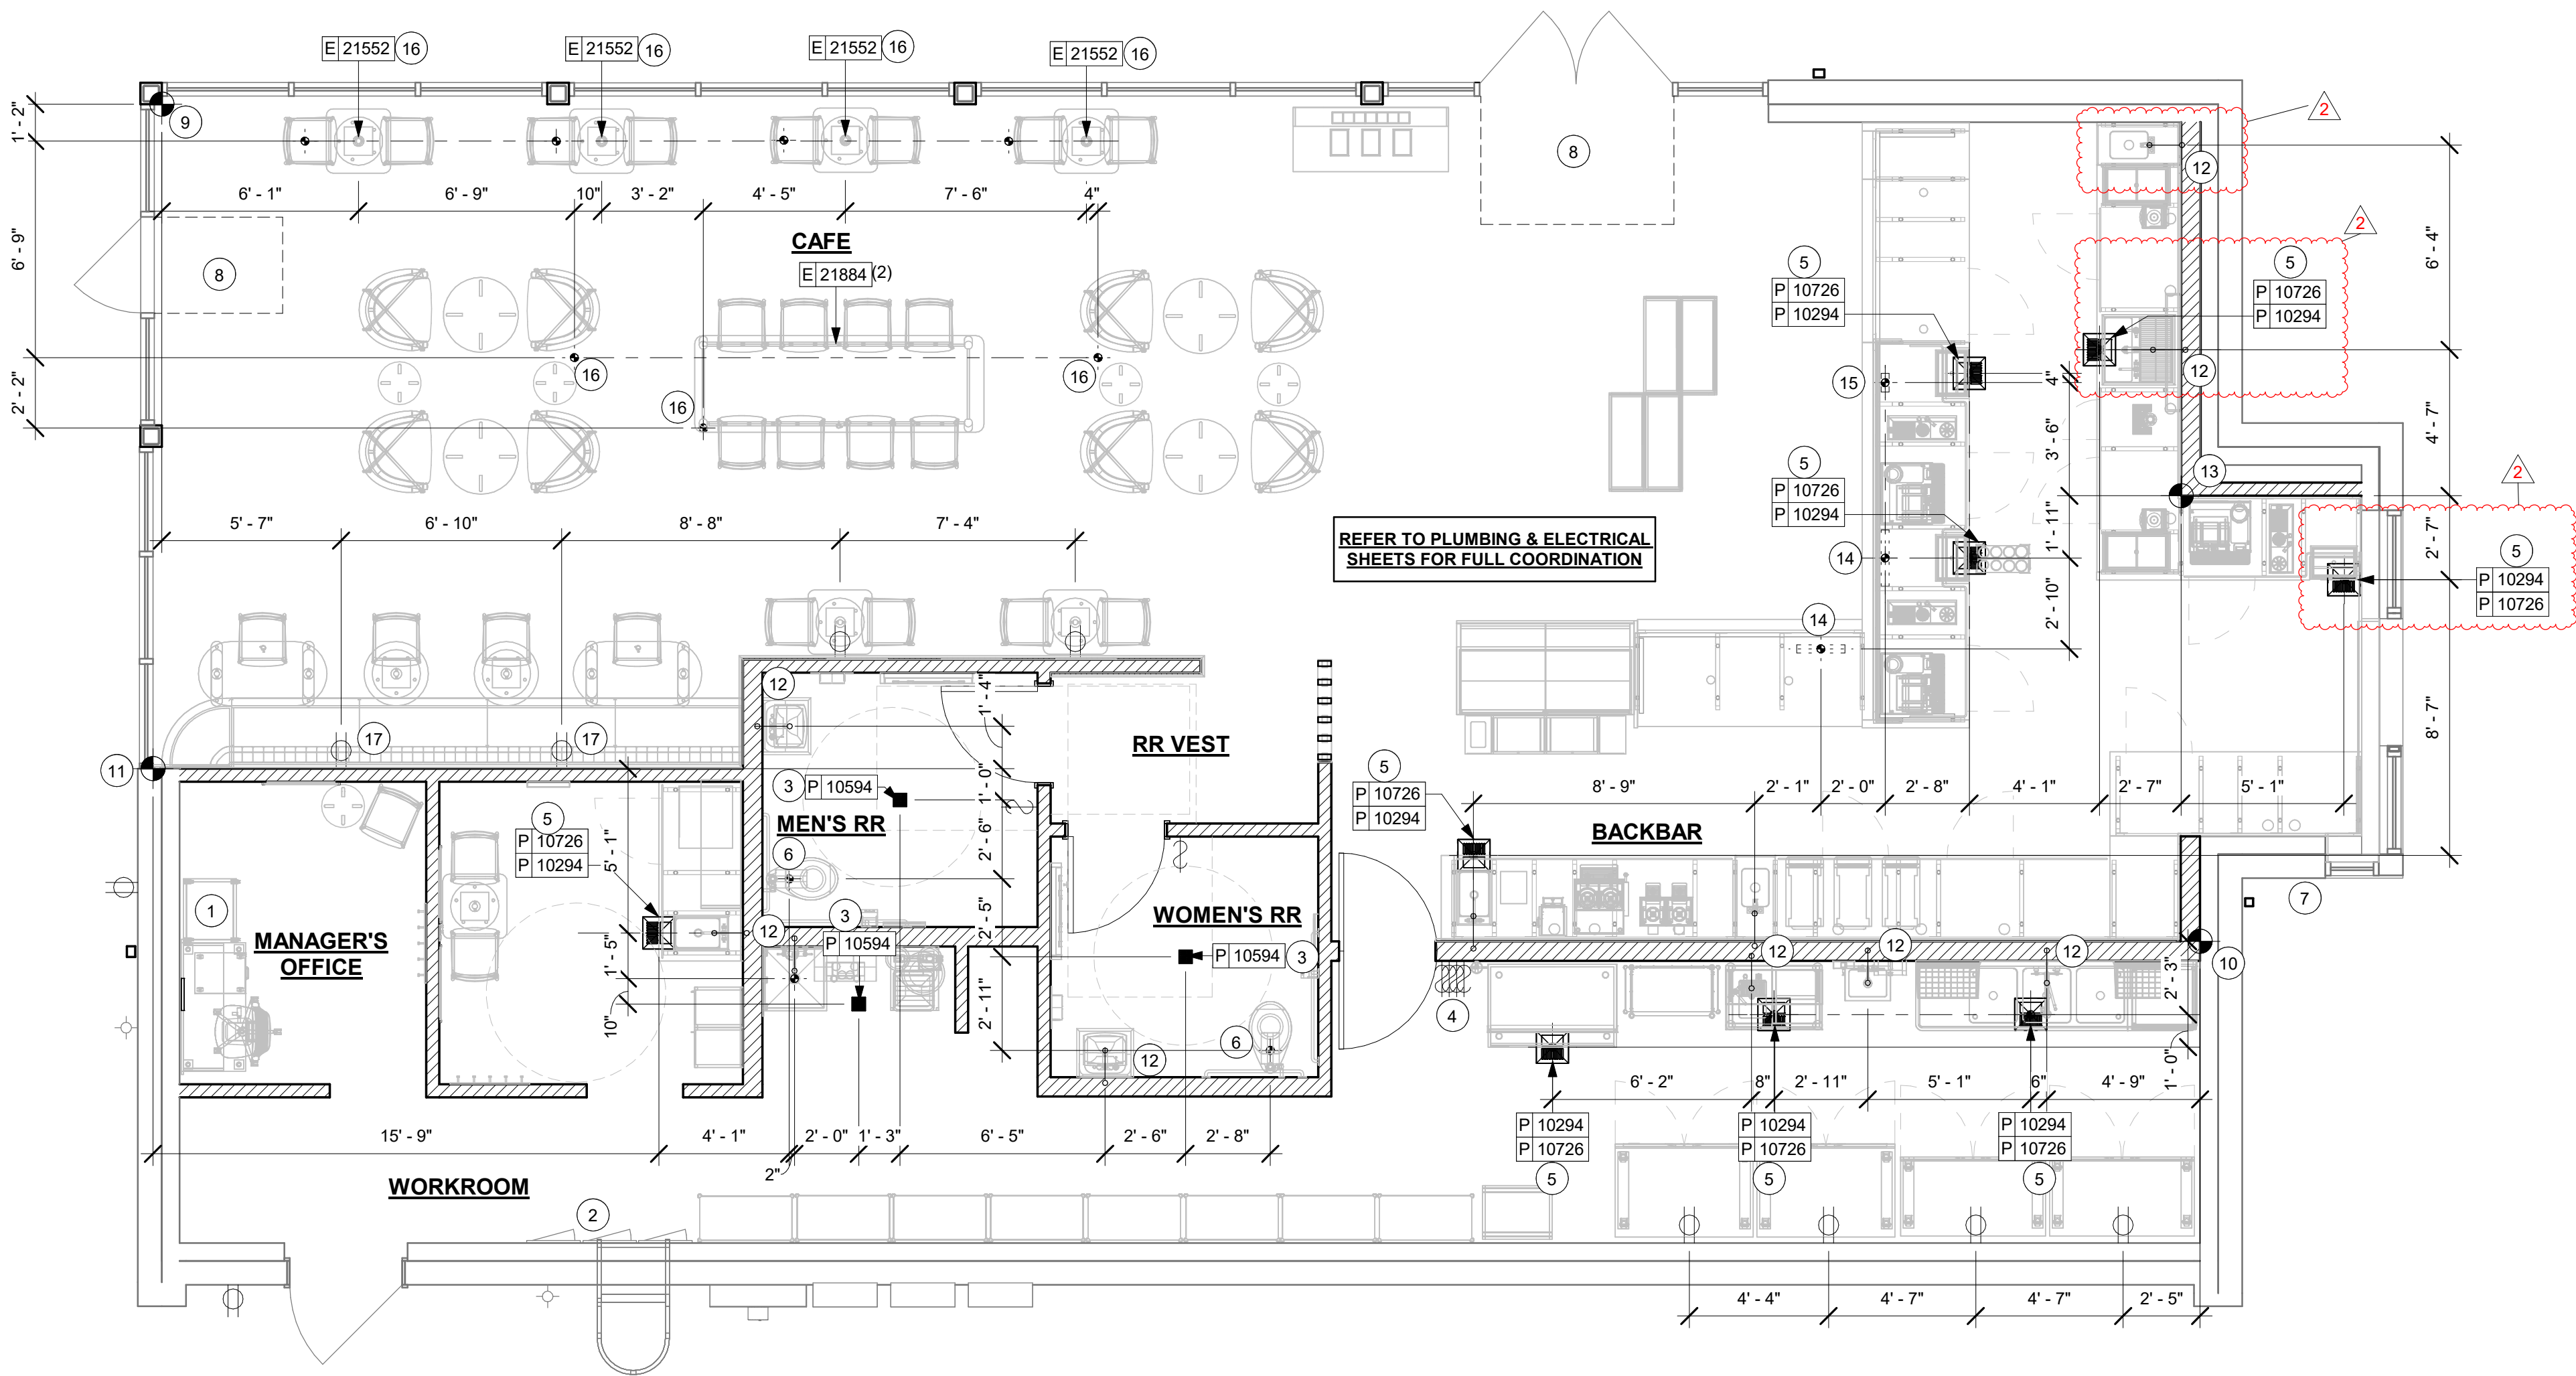 E 21552 16
E 21552 16
E 21552 16
E 21552 16
2
1' - 2"
9
8
12
6' - 1"
6' - 9"
10"
3' - 2"
4' - 5"
7' - 6"
4"
2
CAFE
6' - 9"
8
E 21884 (2)
5
P 10726
P 10294
5
P 10726
P 10294
6' - 4"
16
16
12
15
4"
2' - 2"
16
3' - 6"
4' - 7"
5
P 10726
P 10294
13
2
5' - 7"
6' - 10"
8' - 8"
7' - 4"
REFER TO PLUMBING & ELECTRICAL
SHEETS FOR FULL COORDINATION
14
1' - 11"
2' - 7"
5
P 10294
P 10726
2' - 10"
14
12
1' - 4"
17
17
RR VEST
8' - 7"
11
5
P 10726
P 10294
3
P 10594
1' - 0"
8' - 9"
2' - 1"
2' - 0"
2' - 8"
4' - 1"
2' - 7"
5' - 1"
MEN'S RR
BACKBAR
5
P 10726
P 10294
5' - 1"
6
2' - 6"
1
3
P 10594
WOMEN'S RR
7
MANAGER'S
OFFICE
12
2' - 5"
P 10594
3
12
12
12
10
1' - 5"
10"
2' - 11"
4
2' - 3"
6
12
1' - 0"
6' - 2"
8"
2' - 11"
5' - 1"
6"
4' - 9"
P 10294
P 10726
5
P 10294
P 10726
5
P 10294
P 10726
5
15' - 9"
4' - 1"
2"
2' - 0"
1' - 3"
6' - 5"
2' - 6"
2' - 8"
WORKROOM
2
4' - 4"
4' - 7"
4' - 7"
2' - 5"